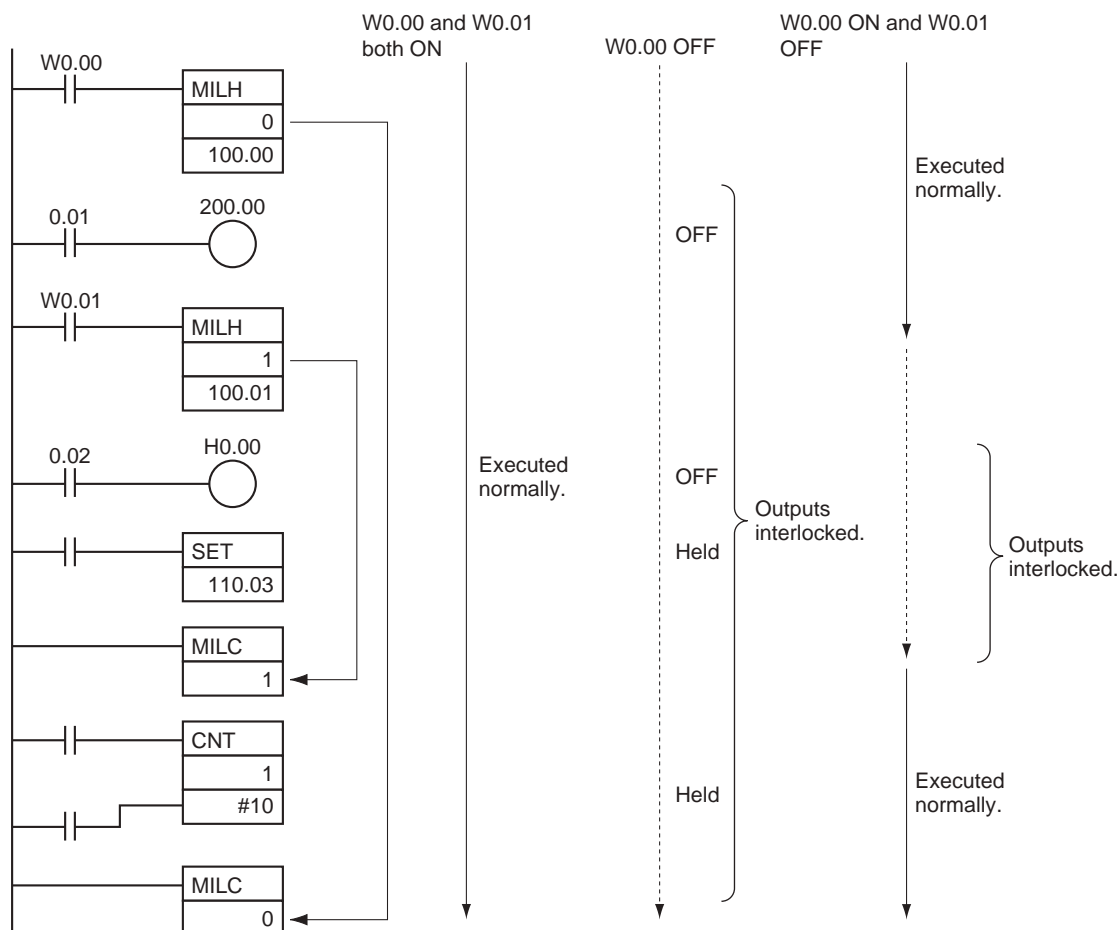 W0.00 and W0.01
both ON
W0.00 OFF
W0.00 ON and W0.01
OFF
W0.00
MILH
0
100.00
Executed
normally.
0.01
200.00
OFF
W0.01
MILH
1
100.01
0.02
H0.00
Executed
normally.
OFF
Outputs
interlocked.
SET
110.03
Held
Outputs
interlocked.
MILC
1
CNT
1
#10
Held
Executed
normally.
MILC
0